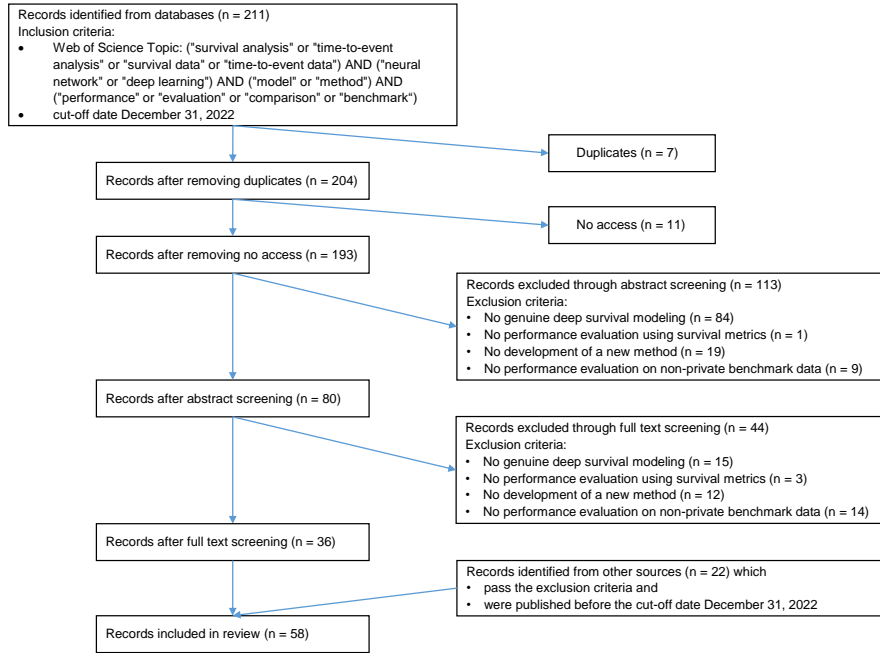 Records identified from databases (n = 211)
Inclusion criteria:
• Web of Science Topic: ("survival analysis" or "time-to-event
analysis" or "survival data" or "time-to-event data") AND ("neural
network" or "deep learning") AND ("model" or "method") AND
("performance" or "evaluation" or "comparison" or "benchmark“)
• cut-off date December 31, 2022
Duplicates (n = 7)
Records after removing duplicates (n = 204)
No access (n = 11)
Records after removing no access (n = 193)
Records excluded through abstract screening (n = 113)
Exclusion criteria:
• No genuine deep survival modeling (n = 84)
• No performance evaluation using survival metrics (n = 1)
• No development of a new method (n = 19)
• No performance evaluation on non-private benchmark data (n = 9)
Records after abstract screening (n = 80)
Records excluded through full text screening (n = 44)
Exclusion criteria:
• No genuine deep survival modeling (n = 15)
• No performance evaluation using survival metrics (n = 3)
• No development of a new method (n = 12)
• No performance evaluation on non-private benchmark data (n = 14)
Records after full text screening (n = 36)
Records identified from other sources (n = 22) which
• pass the exclusion criteria and
• were published before the cut-off date December 31, 2022
Records included in review (n = 58)